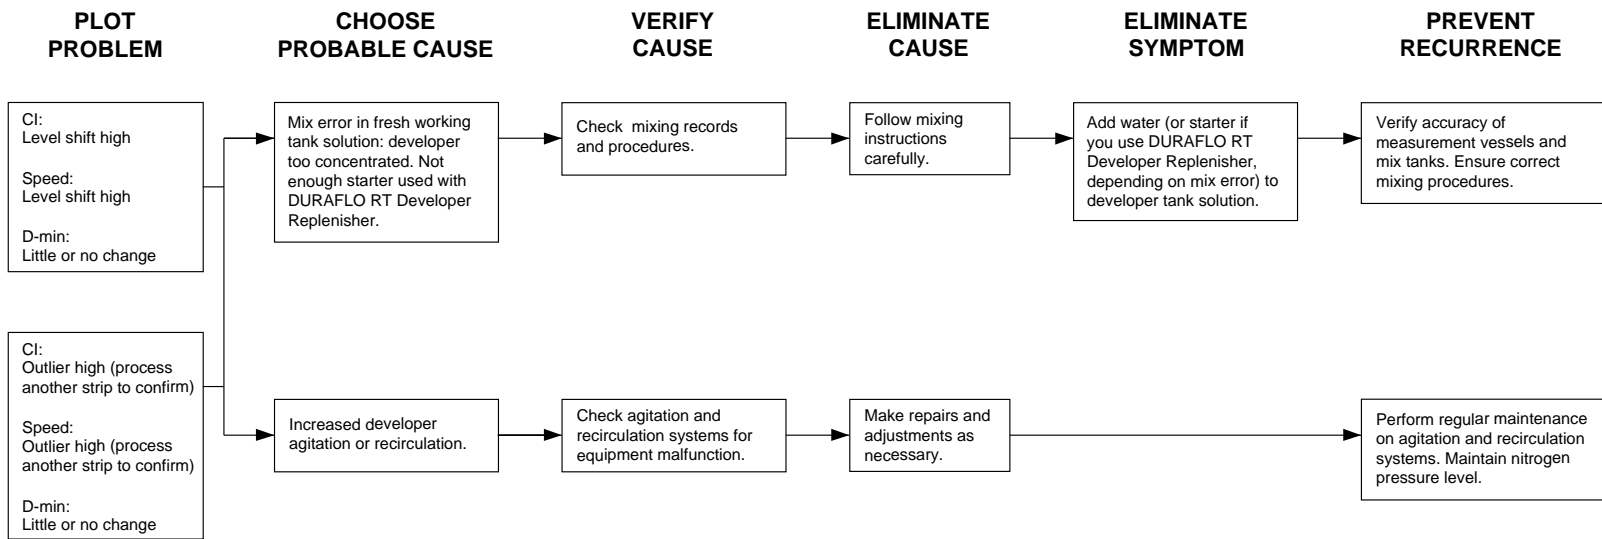 PLOT
PROBLEM
CHOOSE
PROBABLE CAUSE
VERIFY
CAUSE
ELIMINATE
CAUSE
ELIMINATE
SYMPTOM
PREVENT
RECURRENCE
CI:
Level shift high
Speed:
Level shift high
D-min:
Little or no change
Mix error in fresh working
tank solution: developer
too concentrated. Not
enough starter used with
DURAFLO RT Developer
Replenisher.
Check mixing records
and procedures.
Follow mixing
instructions
carefully.
Add water (or starter if
you use DURAFLO RT
Developer Replenisher,
depending on mix error) to
developer tank solution.
Verify accuracy of
measurement vessels and
mix tanks. Ensure correct
mixing procedures.
CI:
Outlier high (process
another strip to confirm)
Speed:
Outlier high (process
another strip to confirm)
D-min:
Little or no change
Increased developer
agitation or recirculation.
Check agitation and
recirculation systems for
equipment malfunction.
Make repairs and
adjustments as
necessary.
Perform regular maintenance
on agitation and recirculation
systems. Maintain nitrogen
pressure level.